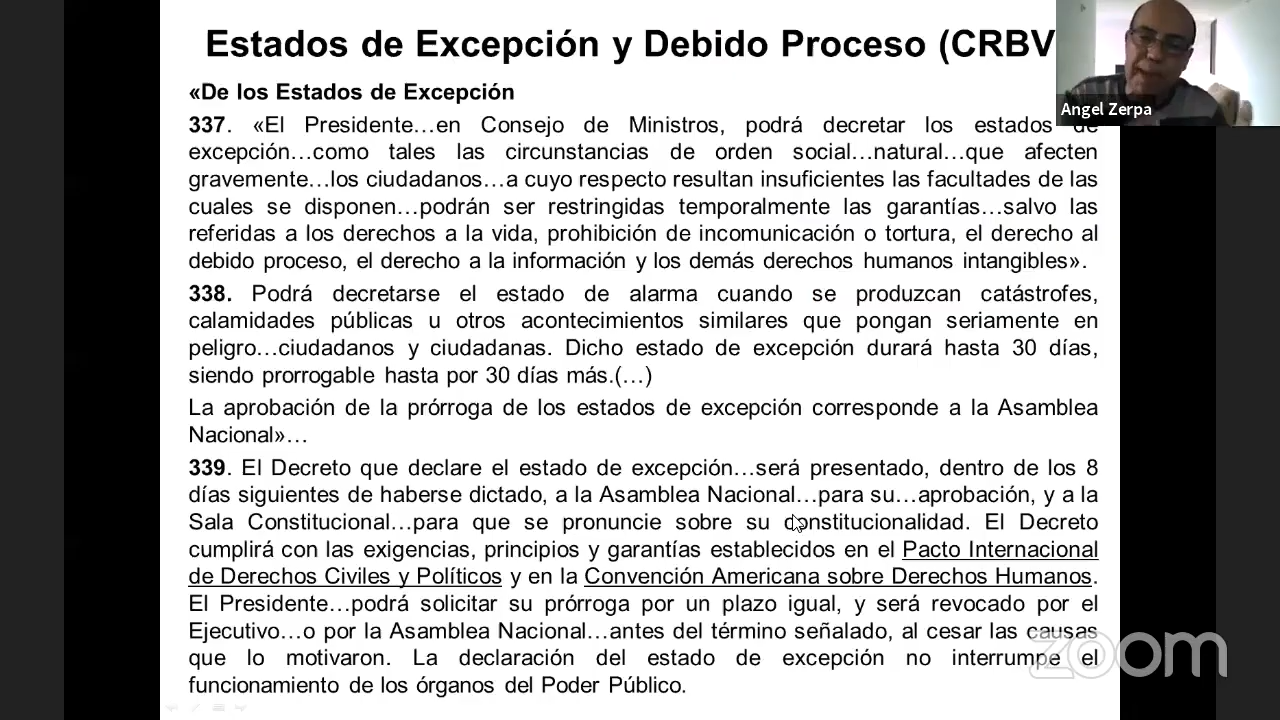 Estados de Excepción y Debido Proceso (CRBV
Angel Zerpa
«De los Estados de Excepción
337. «El Presidente…en Consejo de Ministros, podrá decretar los estados de
excepción…como tales las circunstancias de orden social…natural…que afecten
gravemente…los ciudadanos…a cuyo respecto resultan insuficientes las facultades de las
cuales se disponen…podrán ser restringidas temporalmente las garantías…salvo las
referidas a los derechos a la vida, prohibición de incomunicación o tortura, el derecho al
debido proceso, el derecho a la información y los demás derechos humanos intangibles».
338. Podrá decretarse el estado de alarma cuando se produzcan catástrofes,
calamidades públicas u otros acontecimientos similares que pongan seriamente en
peligro…ciudadanos y ciudadanas. Dicho estado de excepción durará hasta 30 días,
siendo prorrogable hasta por 30 días más.(…)
La aprobación de la prórroga de los estados de excepción corresponde a la Asamblea
Nacional»…
339. El Decreto que declare el estado de excepción…será presentado, dentro de los 8
días siguientes de haberse dictado, a la Asamblea Nacional…para su…aprobación, y a la
Sala Constitucional…para que se pronuncie sobre su constitucionalidad. El Decreto
cumplirá con las exigencias, principios y garantías establecidos en el Pacto Internacional
de Derechos Civiles y Políticos y en la Convención Americana sobre Derechos Humanos.
El Presidente…podrá solicitar su prórroga por un plazo igual, y será revocado por el
Ejecutivo…o por la Asamblea Nacional…antes del término señalado, al cesar las causas
que lo motivaron. La declaración del estado de excepción no interrumpe el
funcionamiento de los órganos del Poder Público.
zoom